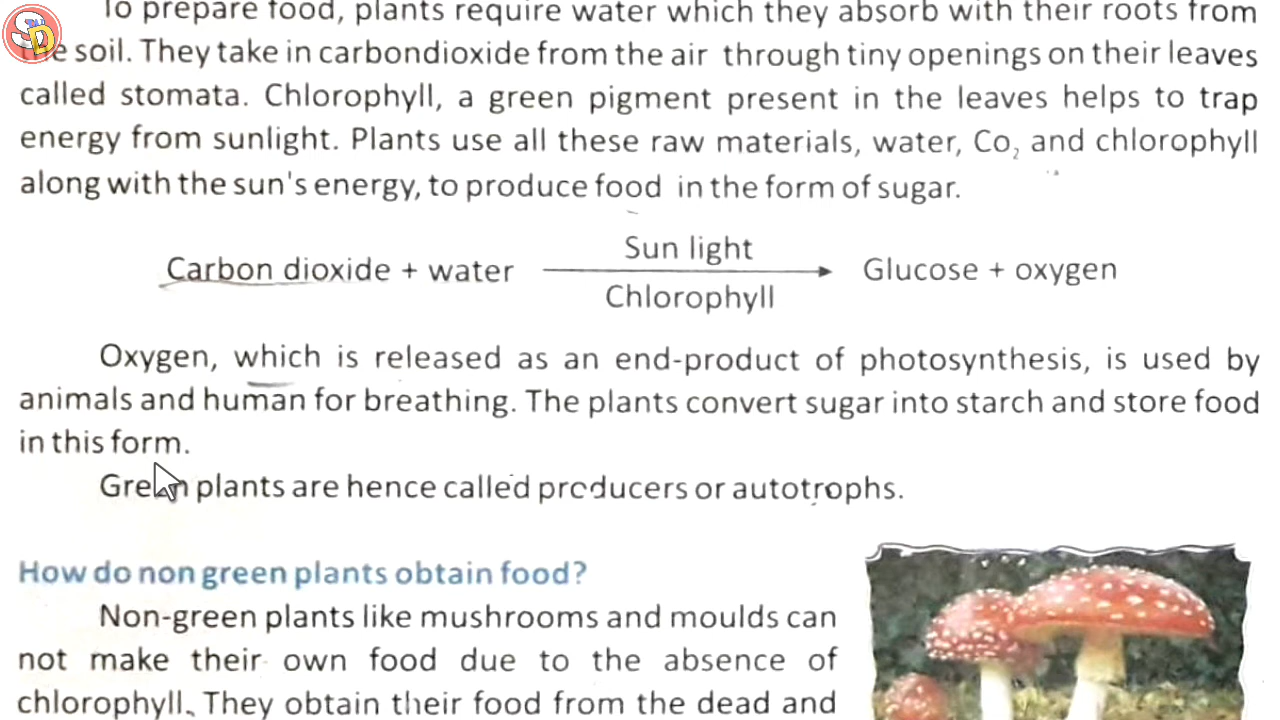 SD
To prepare food, plants require water which they absorb with their roots from
the soil. They take in carbondioxide from the air through tiny openings on their leaves
called stomata. Chlorophyll, a green pigment present in the leaves helps to trap
energy from sunlight. Plants use all these raw materials, water, Co₂ and chlorophyll
along with the sun's energy, to produce food in the form of sugar.
Sun light
Carbon dioxide + water ⟶ Glucose + oxygen
Chlorophyll
Oxygen, which is released as an end-product of photosynthesis, is used by
animals and human for breathing. The plants convert sugar into starch and store food
in this form.
Green plants are hence called producers or autotrophs.
How do non green plants obtain food?
Non-green plants like mushrooms and moulds can
not make their own food due to the absence of
chlorophyll. They obtain their food from the dead and